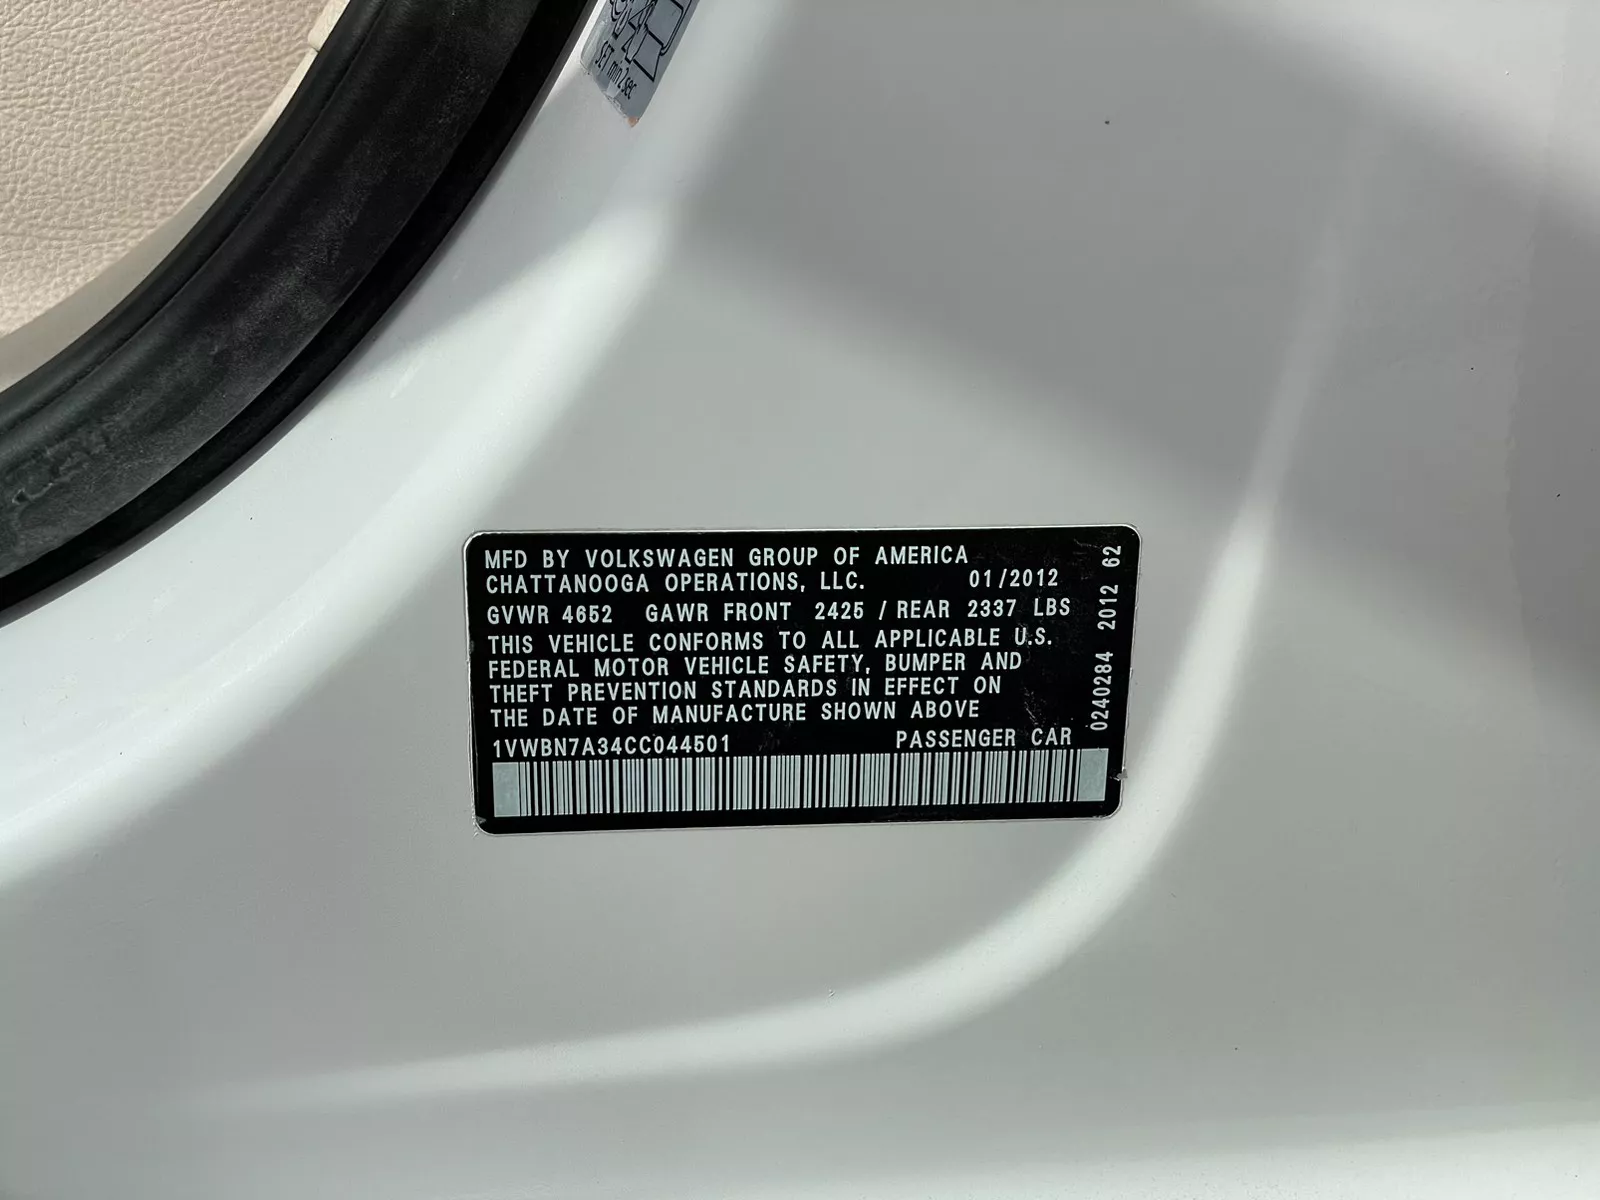 SET min2sec
MFD BY VOLKSWAGEN GROUP OF AMERICA
CHATTANOOGA OPERATIONS, LLC. 01/2012
GVWR 4652 GAWR FRONT 2425 / REAR 2337 LBS
THIS VEHICLE CONFORMS TO ALL APPLICABLE U.S.
FEDERAL MOTOR VEHICLE SAFETY, BUMPER AND
THEFT PREVENTION STANDARDS IN EFFECT ON
THE DATE OF MANUFACTURE SHOWN ABOVE
1VWBN7A34CC044501 PASSENGER CAR
0240284 2012 62